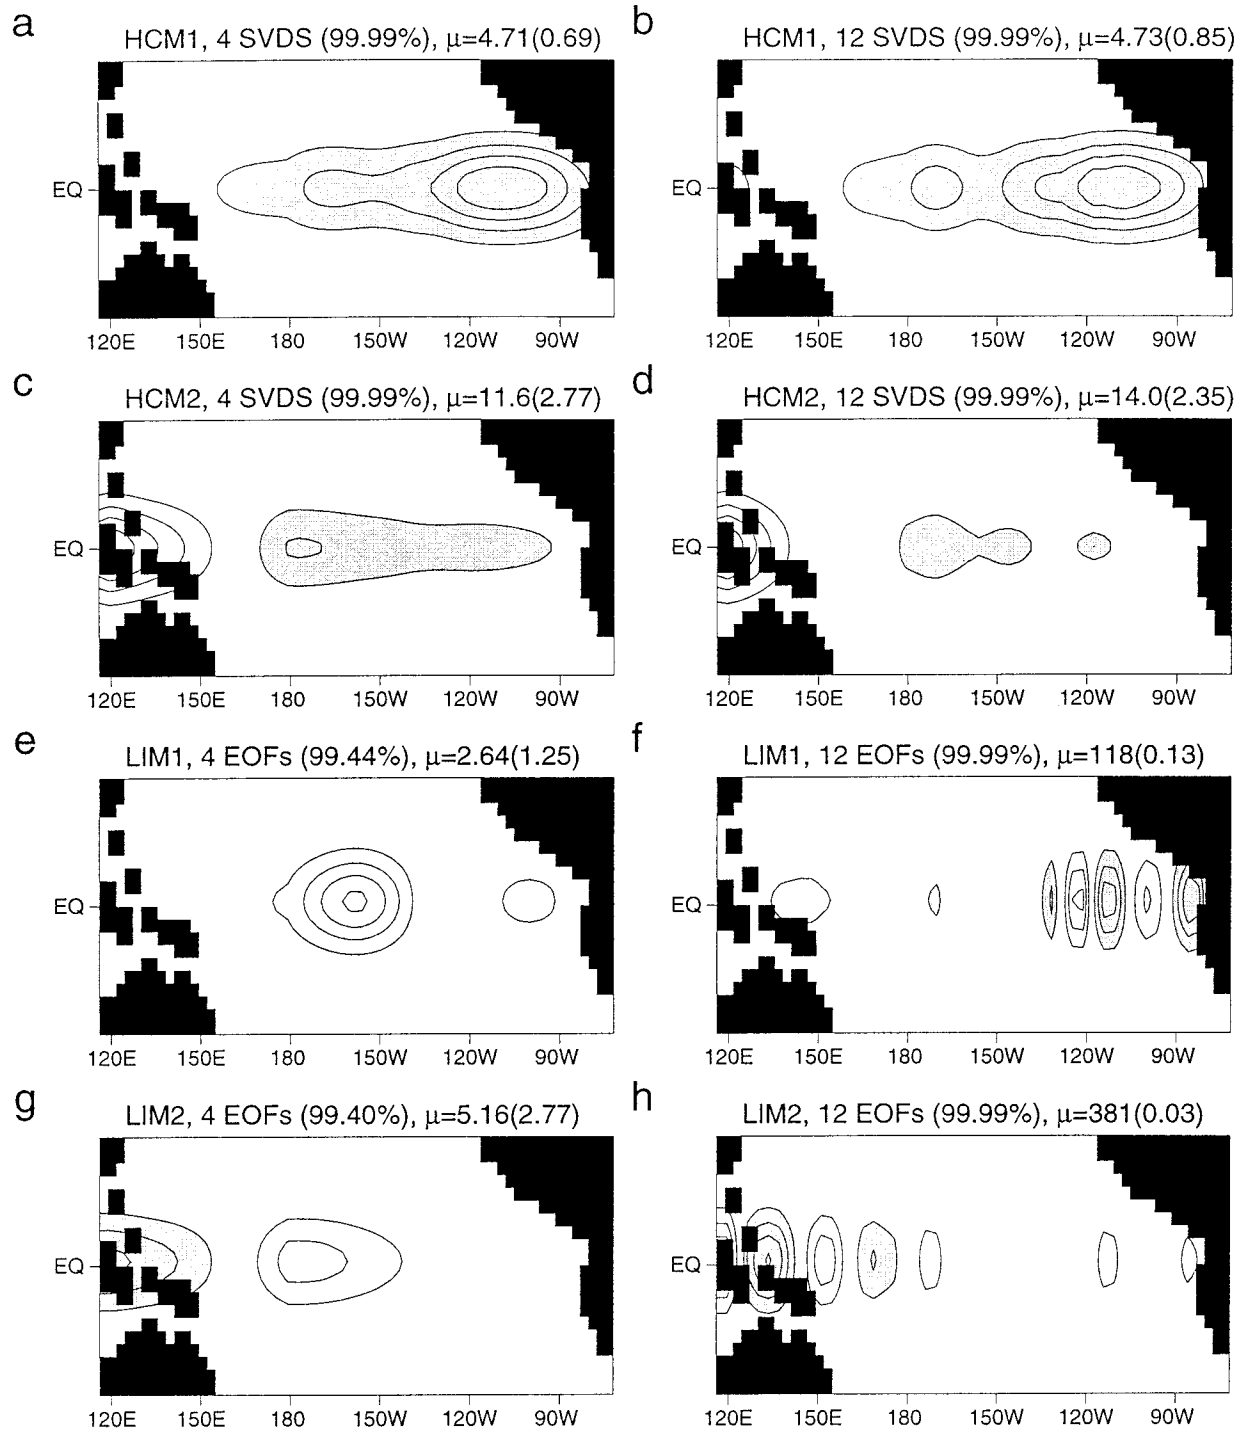 a
HCM1, 4 SVDS (99.99%), μ=4.71(0.69)
EQ
120E 150E 180 150W 120W 90W
b
HCM1, 12 SVDS (99.99%), μ=4.73(0.85)
EQ
120E 150E 180 150W 120W 90W
c
HCM2, 4 SVDS (99.99%), μ=11.6(2.77)
EQ
120E 150E 180 150W 120W 90W
d
HCM2, 12 SVDS (99.99%), μ=14.0(2.35)
EQ
120E 150E 180 150W 120W 90W
e
LIM1, 4 EOFs (99.44%), μ=2.64(1.25)
EQ
120E 150E 180 150W 120W 90W
f
LIM1, 12 EOFs (99.99%), μ=118(0.13)
EQ
120E 150E 180 150W 120W 90W
g
LIM2, 4 EOFs (99.40%), μ=5.16(2.77)
EQ
120E 150E 180 150W 120W 90W
h
LIM2, 12 EOFs (99.99%), μ=381(0.03)
EQ
120E 150E 180 150W 120W 90W